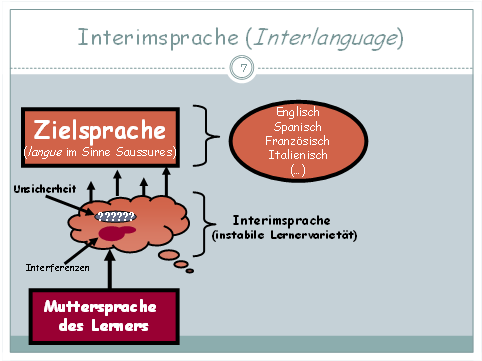 Interimsprache (Interlanguage)
7
Zielsprache
(langue im Sinne Saussures)
Englisch
Spanisch
Französisch
Italienisch
(…)
Unsicherheit
??????
Interimsprache
(instabile Lernervarietät)
Interferenzen
Muttersprache
des Lerners